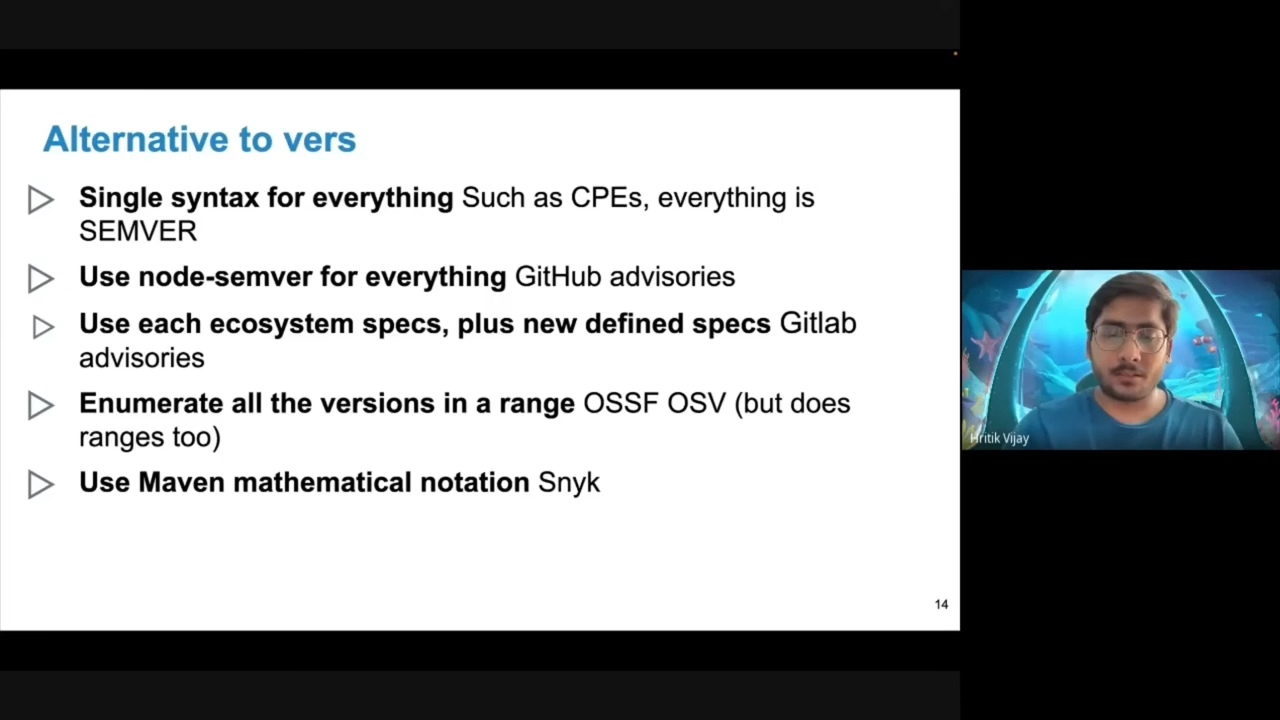 Alternative to vers
Single syntax for everything Such as CPEs, everything is
SEMVER
Use node-semver for everything GitHub advisories
Use each ecosystem specs, plus new defined specs Gitlab
advisories
Enumerate all the versions in a range OSSF OSV (but does
ranges too)
Use Maven mathematical notation Snyk
14
Hritik Vijay